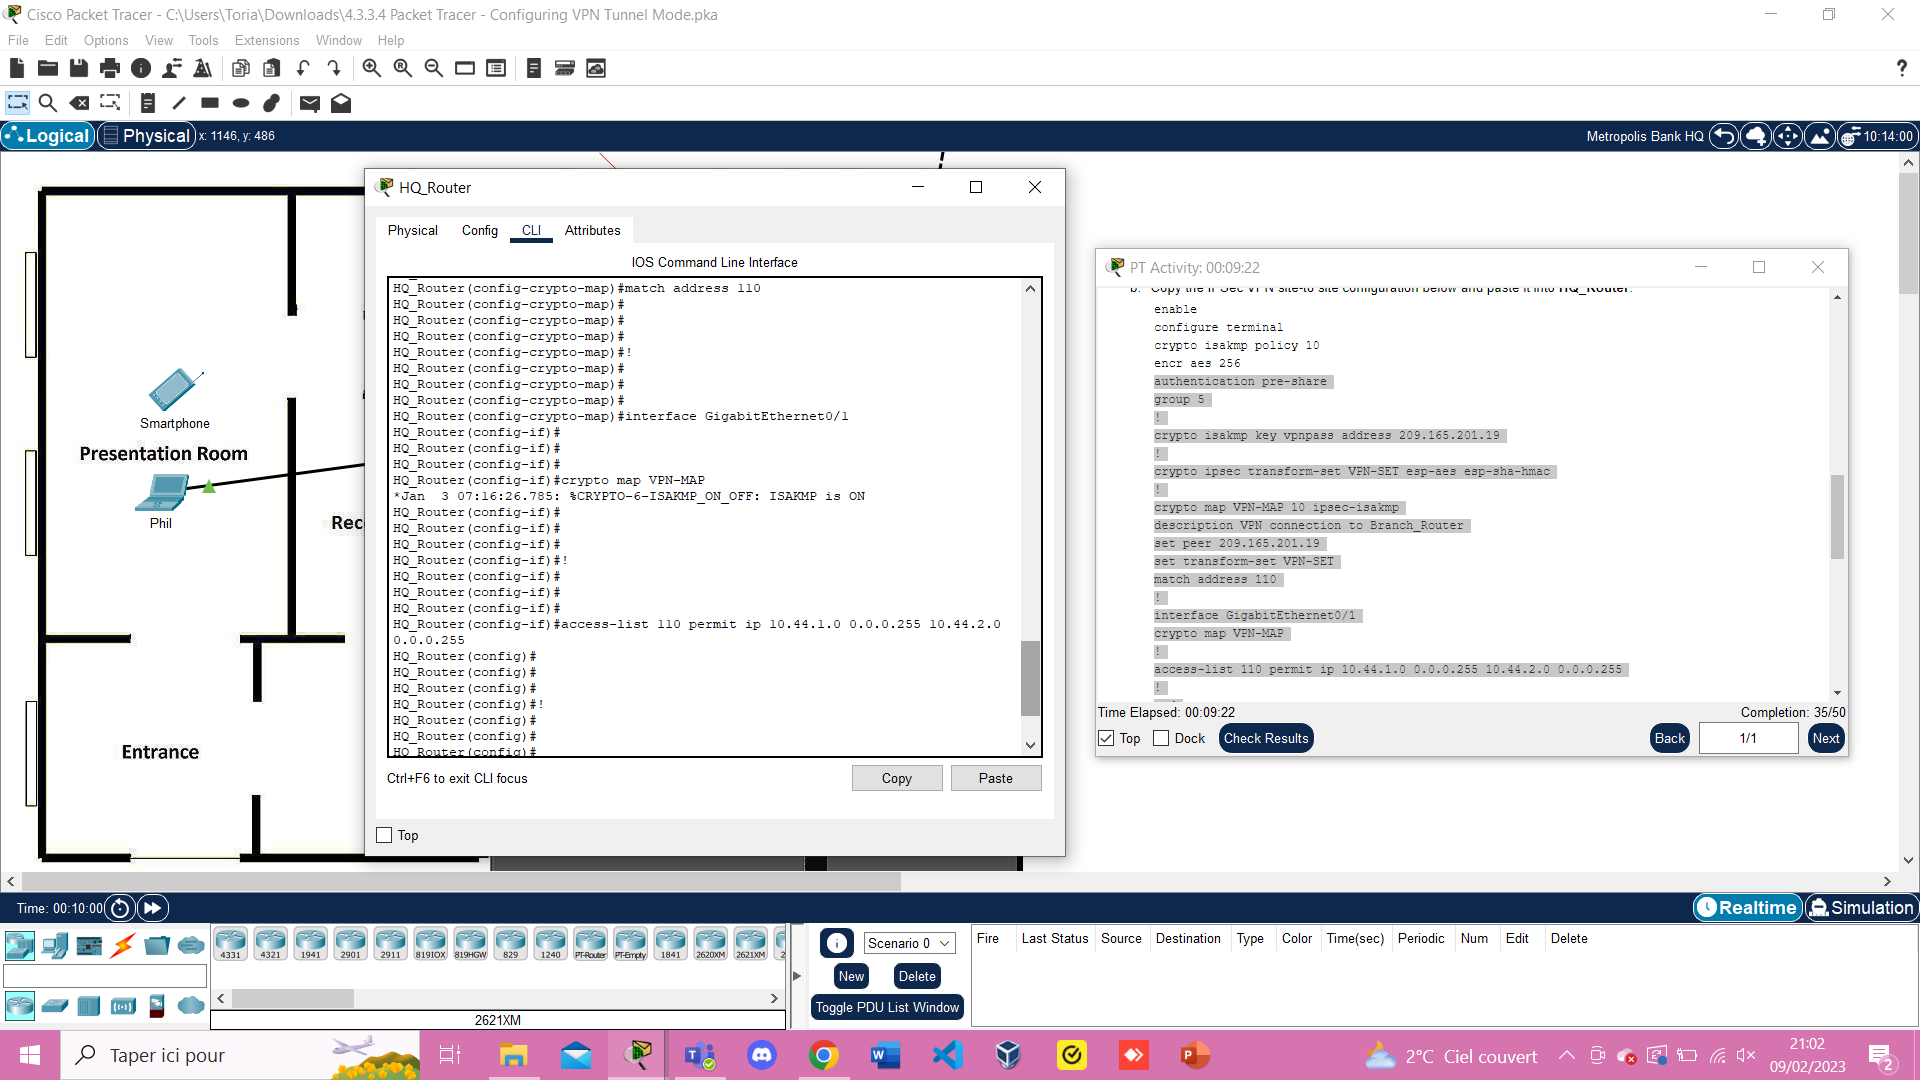 Cisco Packet Tracer - C:\Users\Toria\Downloads\4.3.3.4 Packet Tracer - Configuring VPN Tunnel Mode.pka
File Edit Options View Tools Extensions Window Help
Logical Physical x: 1146, y: 486
Metropolis Bank HQ 10:14:00
Smartphone
Presentation Room
Phil
Entrance
HQ_Router
Physical Config CLI Attributes
IOS Command Line Interface
HQ_Router(config-crypto-map)#match address 110
HQ_Router(config-crypto-map)#
HQ_Router(config-crypto-map)#
HQ_Router(config-crypto-map)#
HQ_Router(config-crypto-map)#!
HQ_Router(config-crypto-map)#
HQ_Router(config-crypto-map)#
HQ_Router(config-crypto-map)#
HQ_Router(config-crypto-map)#interface GigabitEthernet0/1
HQ_Router(config-if)#
HQ_Router(config-if)#
HQ_Router(config-if)#
HQ_Router(config-if)#crypto map VPN-MAP
*Jan  3 07:16:26.785: %CRYPTO-6-ISAKMP_ON_OFF: ISAKMP is ON
HQ_Router(config-if)#
HQ_Router(config-if)#
HQ_Router(config-if)#
HQ_Router(config-if)#!
HQ_Router(config-if)#
HQ_Router(config-if)#
HQ_Router(config-if)#
HQ_Router(config-if)#access-list 110 permit ip 10.44.1.0 0.0.0.255 10.44.2.0
0.0.0.255
HQ_Router(config)#
HQ_Router(config)#
HQ_Router(config)#
HQ_Router(config)#!
HQ_Router(config)#
HQ_Router(config)#
HQ_Router(config)#
Ctrl+F6 to exit CLI focus
Copy Paste
Top
PT Activity: 00:09:22
b. Copy the IPSec VPN site-to site configuration below and paste it into HQ_Router.
enable
configure terminal
crypto isakmp policy 10
encr aes 256
authentication pre-share
group 5
!
crypto isakmp key vpnpass address 209.165.201.19
!
crypto ipsec transform-set VPN-SET esp-aes esp-sha-hmac
!
crypto map VPN-MAP 10 ipsec-isakmp
description VPN connection to Branch_Router
set peer 209.165.201.19
set transform-set VPN-SET
match address 110
!
interface GigabitEthernet0/1
crypto map VPN-MAP
!
access-list 110 permit ip 10.44.1.0 0.0.0.255 10.44.2.0 0.0.0.255
!
Time Elapsed: 00:09:22 Completion: 35/50
Top Dock Check Results Back 1/1 Next
Time: 00:10:00
Realtime Simulation
4331 4321 1941 2901 2911 819IOX 819HGW 829 1240 PT-Router PT-Empty 1841 2620XM 2621XM
2621XM
Scenario 0
New Delete
Toggle PDU List Window
Fire Last Status Source Destination Type Color Time(sec) Periodic Num Edit Delete
Taper ici pour
2°C Ciel couvert
21:02
09/02/2023
2